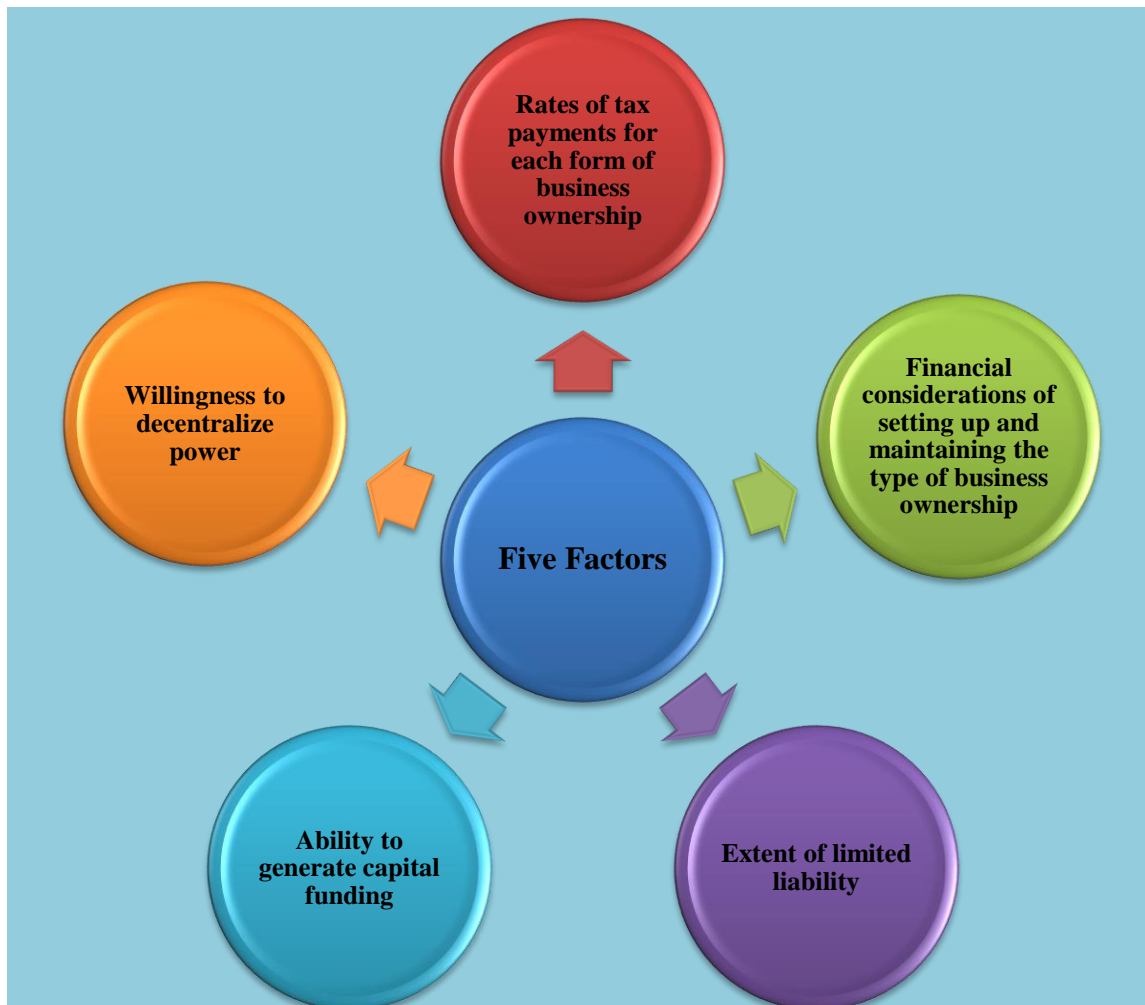 Rates of tax
payments for
each form of
business
ownership
Willingness to
decentralize
power
Financial
considerations of
setting up and
maintaining the
type of business
ownership
Five Factors
Ability to
generate capital
funding
Extent of limited
liability